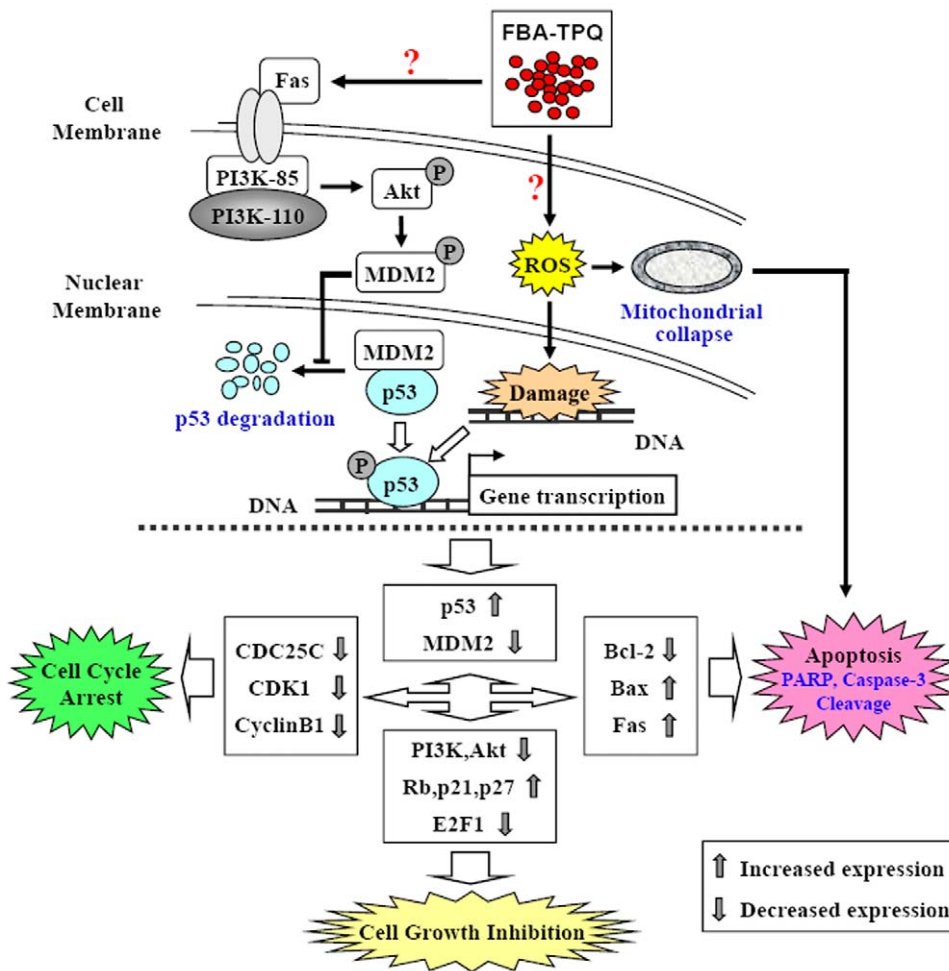 FBA-TPQ
?
Fas
Cell
Membrane
PI3K-85
PI3K-110
Akt
P
?
MDM2
P
ROS
Nuclear
Membrane
Mitochondrial
collapse
MDM2
p53
p53 degradation
Damage
DNA
P
p53
DNA
Gene transcription
p53
MDM2
Cell Cycle
Arrest
CDC25C
CDK1
CyclinB1
Bcl-2
Bax
Fas
Apoptosis
PARP, Caspase-3
Cleavage
PI3K,Akt
Rb,p21,p27
E2F1
Increased expression
Decreased expression
Cell Growth Inhibition